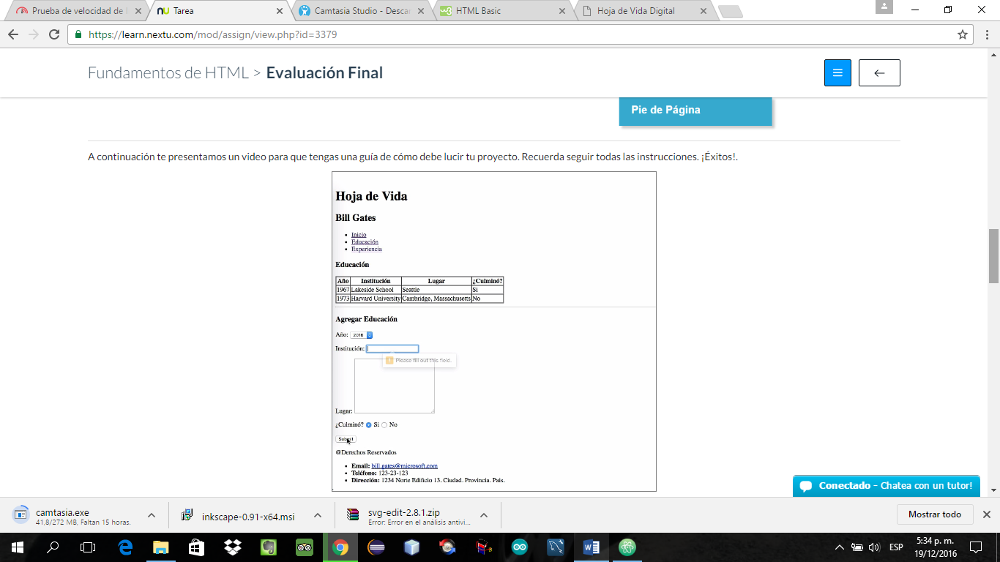 Prueba de velocidad de
Tarea
Camtasia Studio - Descar
HTML Basic
Hoja de Vida Digital
https://learn.nextu.com/mod/assign/view.php?id=3379
Fundamentos de HTML > Evaluación Final
Pie de Página
A continuación te presentamos un video para que tengas una guía de cómo debe lucir tu proyecto. Recuerda seguir todas las instrucciones. ¡Éxitos!.
Hoja de Vida
Bill Gates
Inicio
Educación
Experiencia
Educación
Año Institución Lugar ¿Culminó?
1967 Lakeside School Seattle Si
1973 Harvard University Cambridge, Massachusetts No
Agregar Educación
Año: 2016
Institución:
Please fill out this field.
Lugar:
¿Culminó? Si No
Submit
@Derechos Reservados
Email: bill.gates@microsoft.com
Teléfono: 123-23-123
Dirección: 1234 Norte Edificio 13. Ciudad. Provincia. Pais.
Conectado - Chatea con un tutor!
camtasia.exe
41,8/272 MB, Faltan 15 horas.
inkscape-0.91-x64.msi
svg-edit-2.8.1.zip
Error: Error en el análisis antivi...
Mostrar todo
ESP
5:34 p. m.
19/12/2016